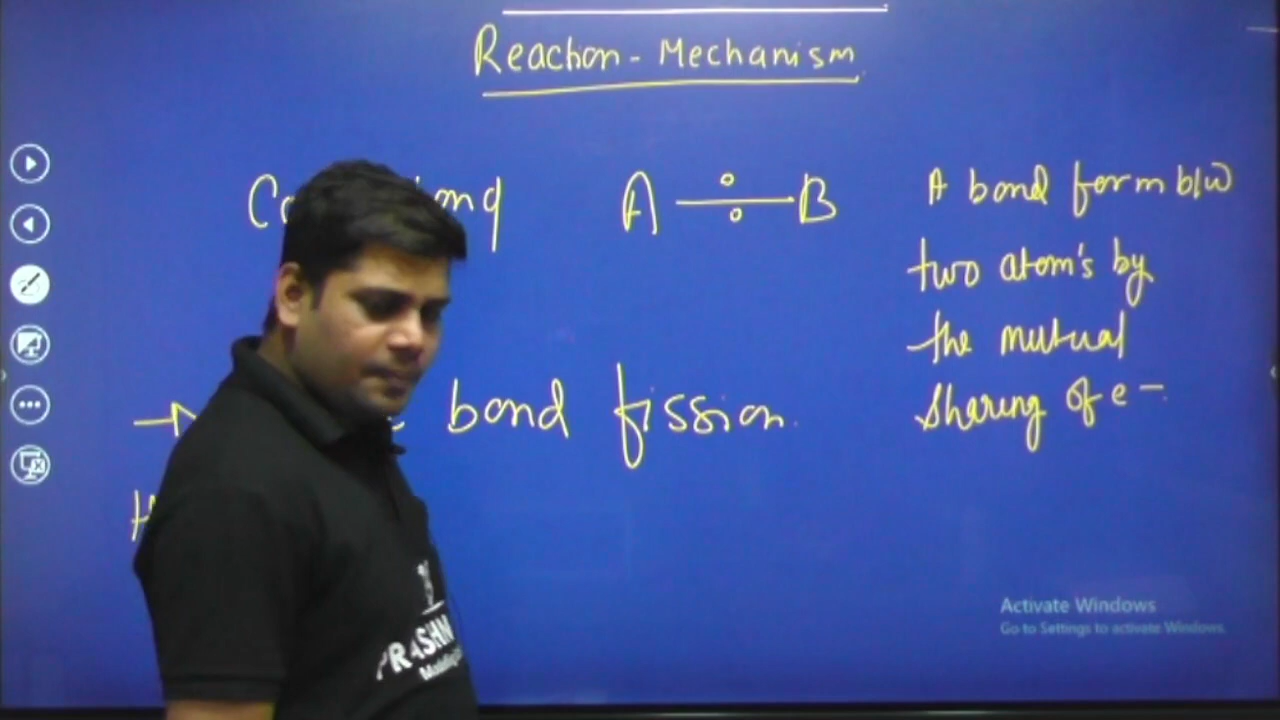 Reaction - Mechanism
A B
A bond form b/w
two atom's by
the mutual
sharing of e-
bond fission.
Activate Windows
Go to Settings to activate Windows.